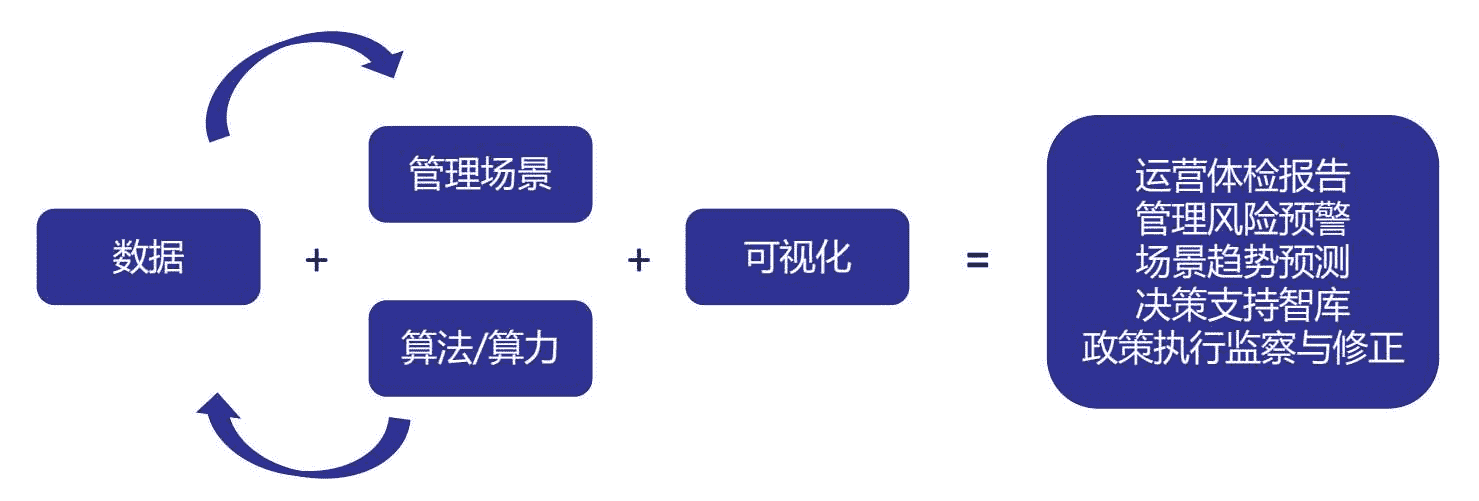 管理场景
数据
+
+
可视化
=
算法/算力
运营体检报告
管理风险预警
场景趋势预测
决策支持智库
政策执行监察与修正